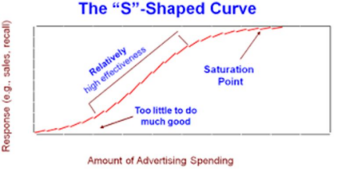 The "S"-Shaped Curve
Response (e.g., sales, recall)
Relatively
high effectiveness
Saturation
Point
Too little to do
much good
Amount of Advertising Spending